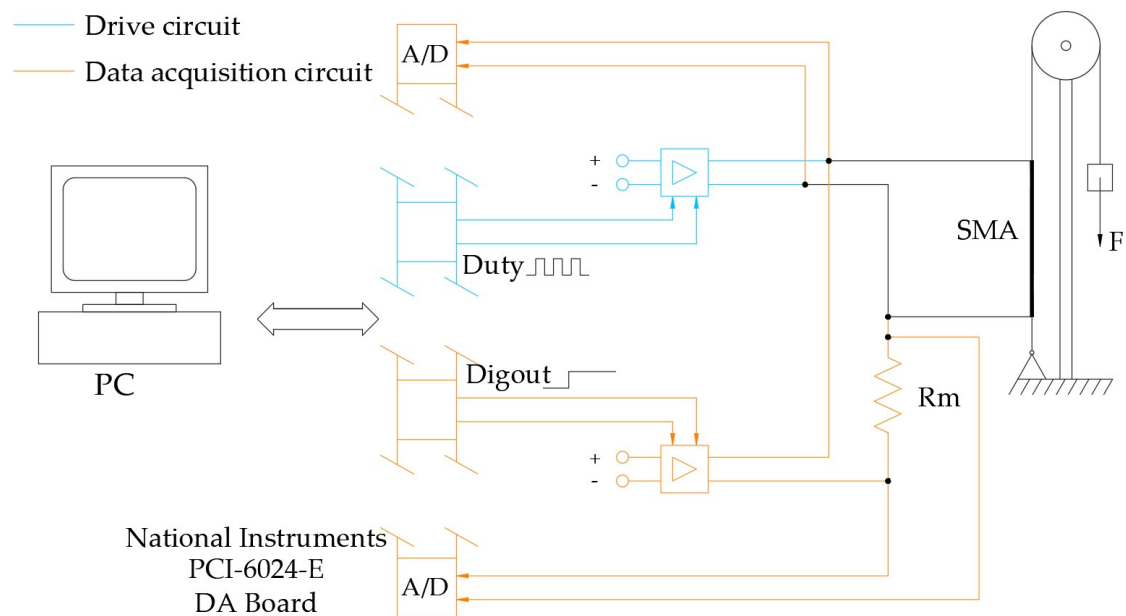 Drive circuit
Data acquisition circuit
A/D
+
-
SMA
F
Duty
PC
Digout
Rm
+
-
National Instruments
PCI-6024-E
DA Board
A/D